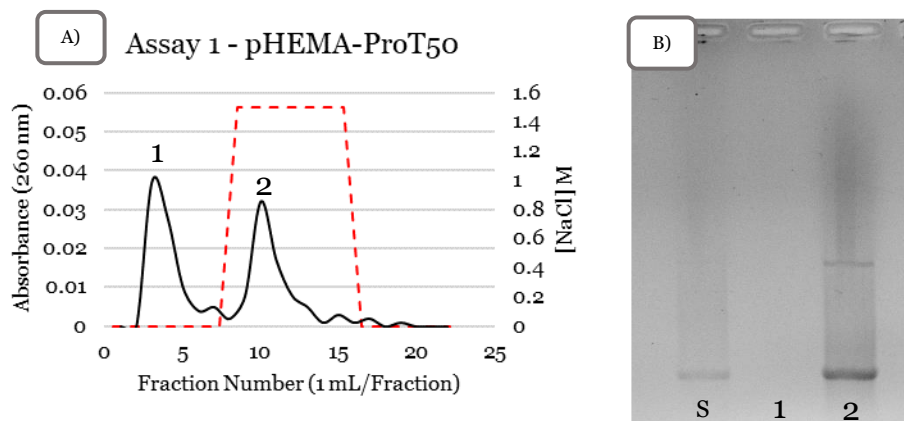 A)
Assay 1 - pHEMA-ProT50
Absorbance (260 nm)
0.06
0.05
0.04
0.03
0.02
0.01
0
1
2
1.6
1.4
1.2
1
0.8
0.6
0.4
0.2
0
[NaCl] M
0 5 10 15 20 25
Fraction Number (1 mL/Fraction)
B)
S 1 2